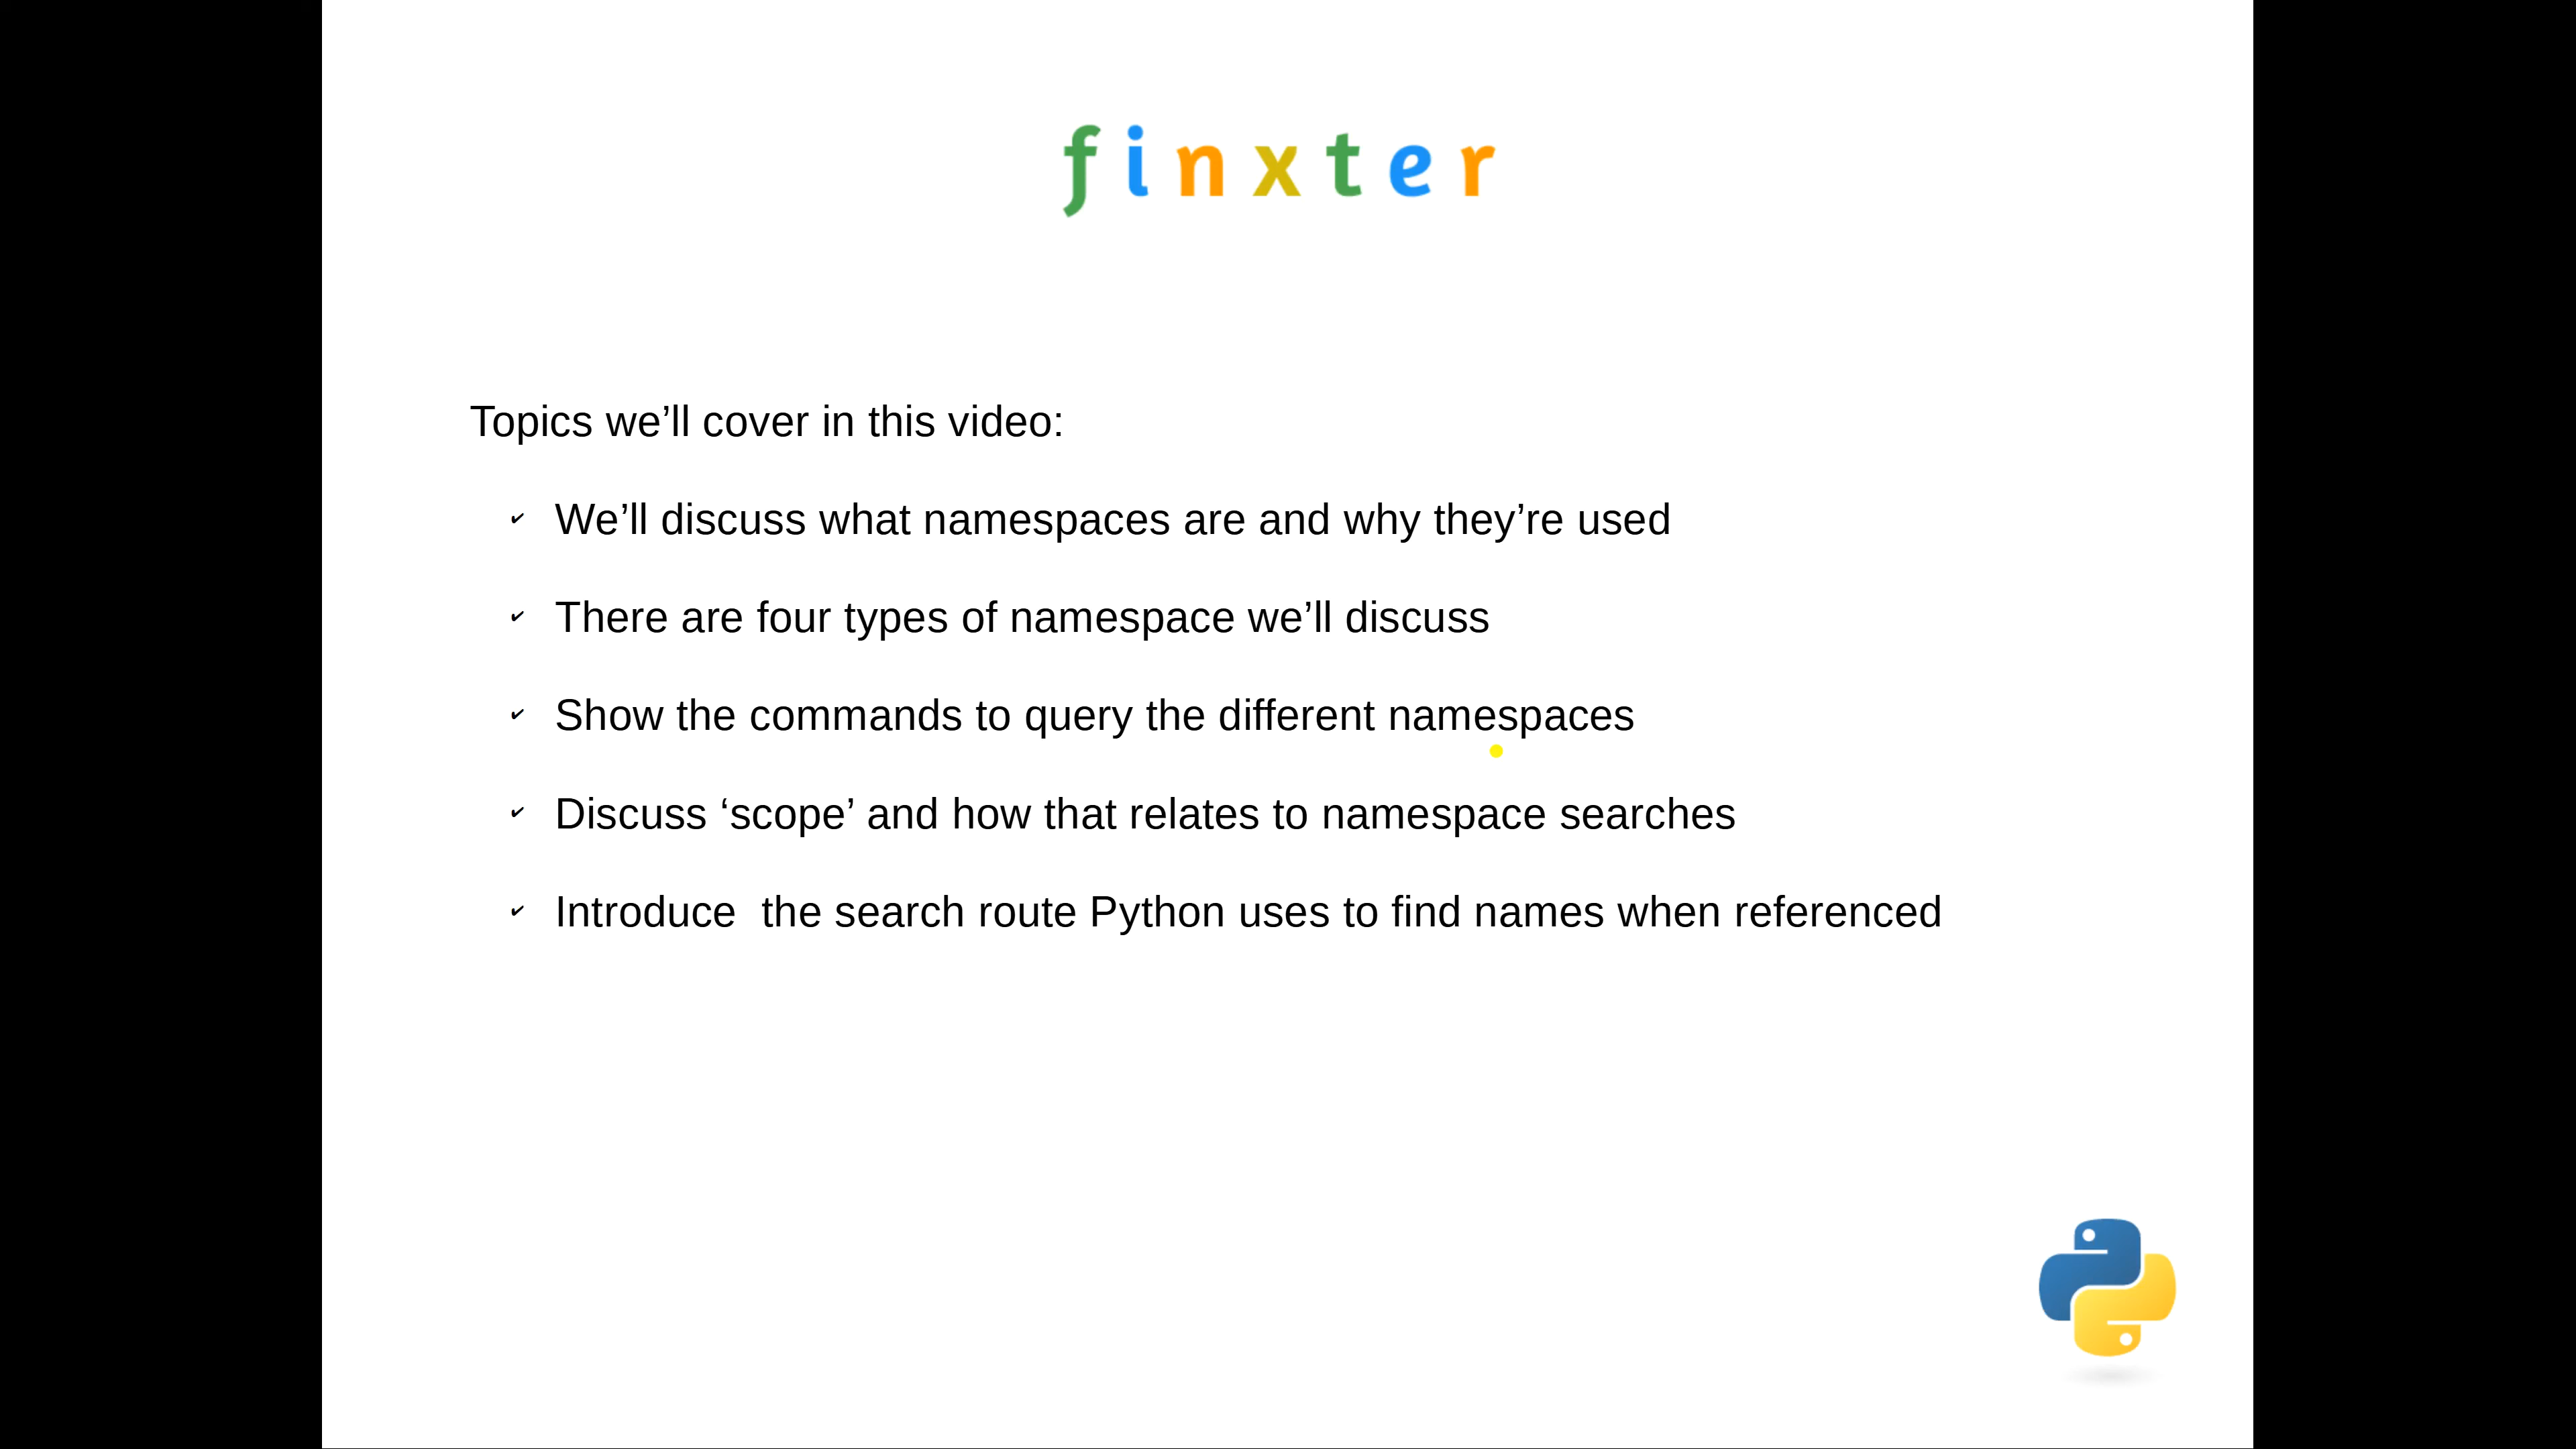 finxter
Topics we’ll cover in this video:
✔ We’ll discuss what namespaces are and why they’re used
✔ There are four types of namespace we’ll discuss
✔ Show the commands to query the different namespaces
✔ Discuss ‘scope’ and how that relates to namespace searches
✔ Introduce  the search route Python uses to find names when referenced